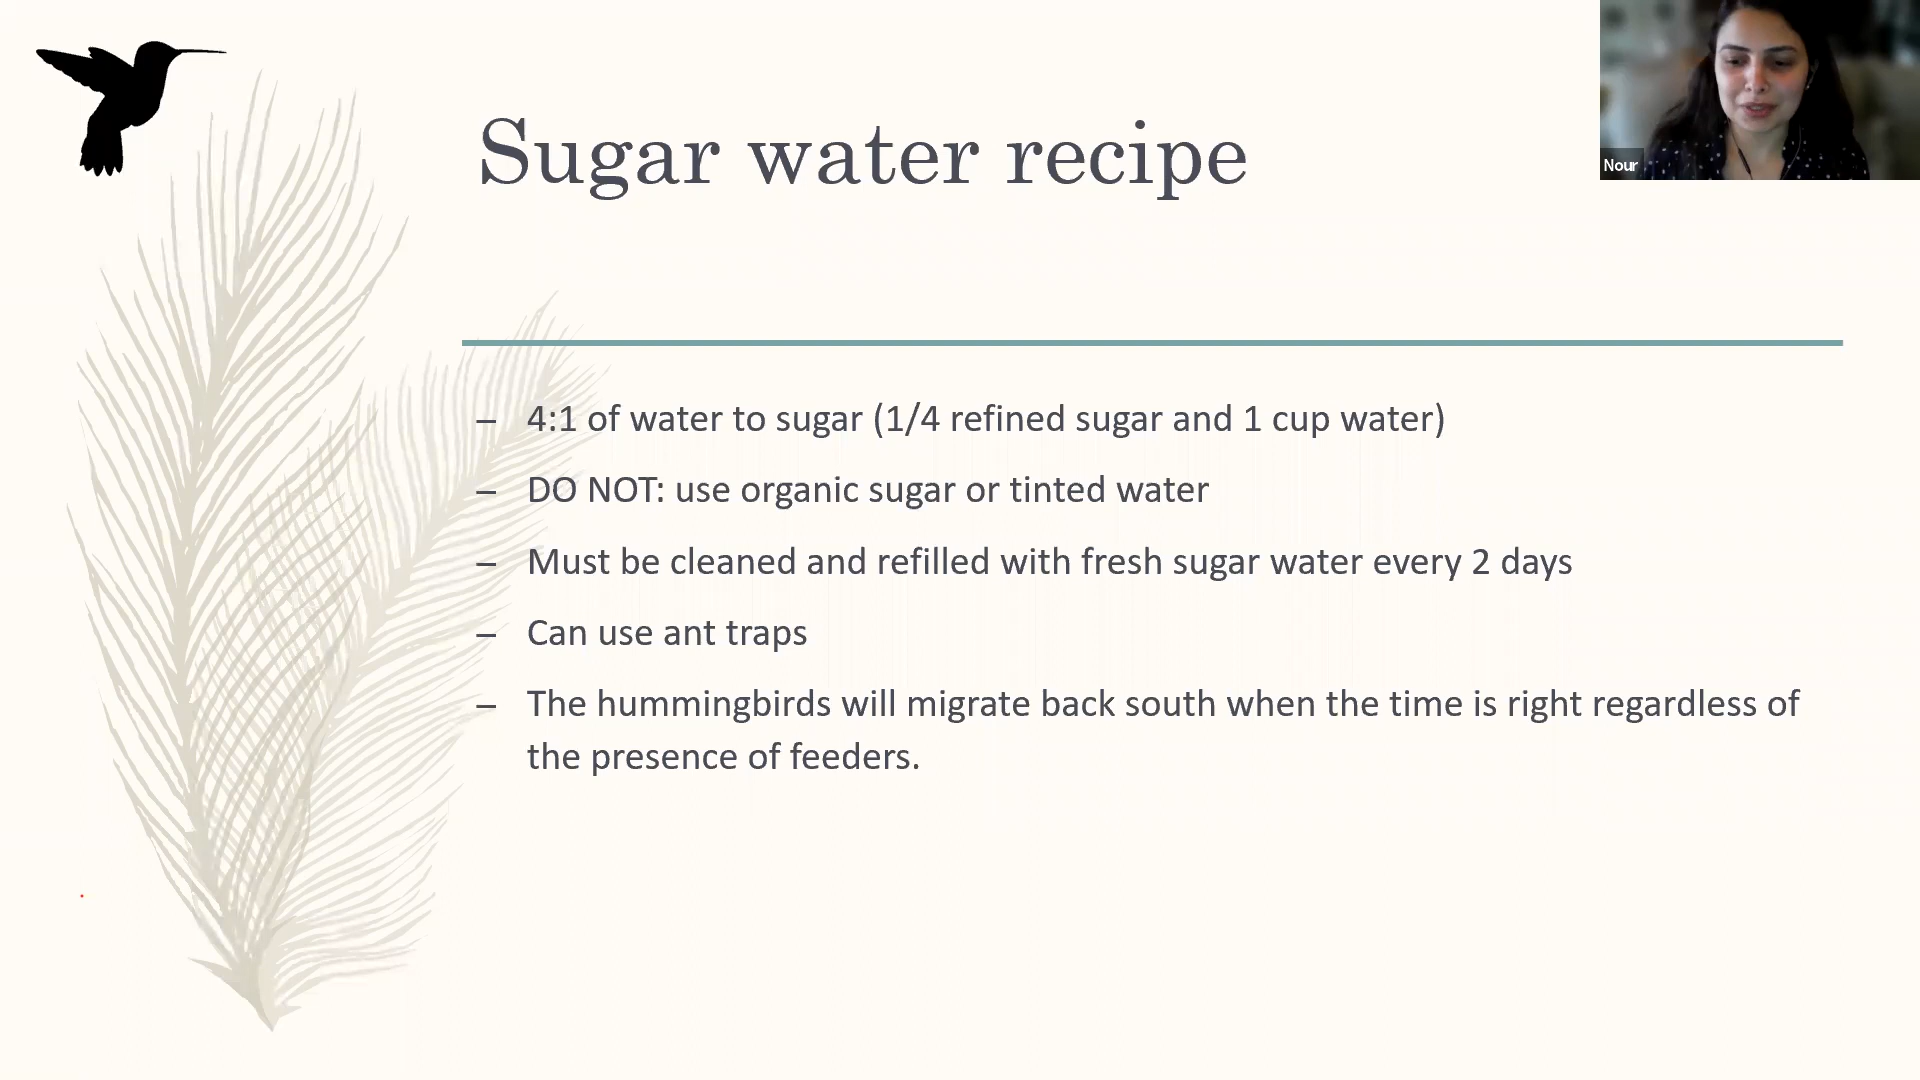 Sugar water recipe
Nour
– 4:1 of water to sugar (1/4 refined sugar and 1 cup water)
– DO NOT: use organic sugar or tinted water
– Must be cleaned and refilled with fresh sugar water every 2 days
– Can use ant traps
– The hummingbirds will migrate back south when the time is right regardless of
the presence of feeders.